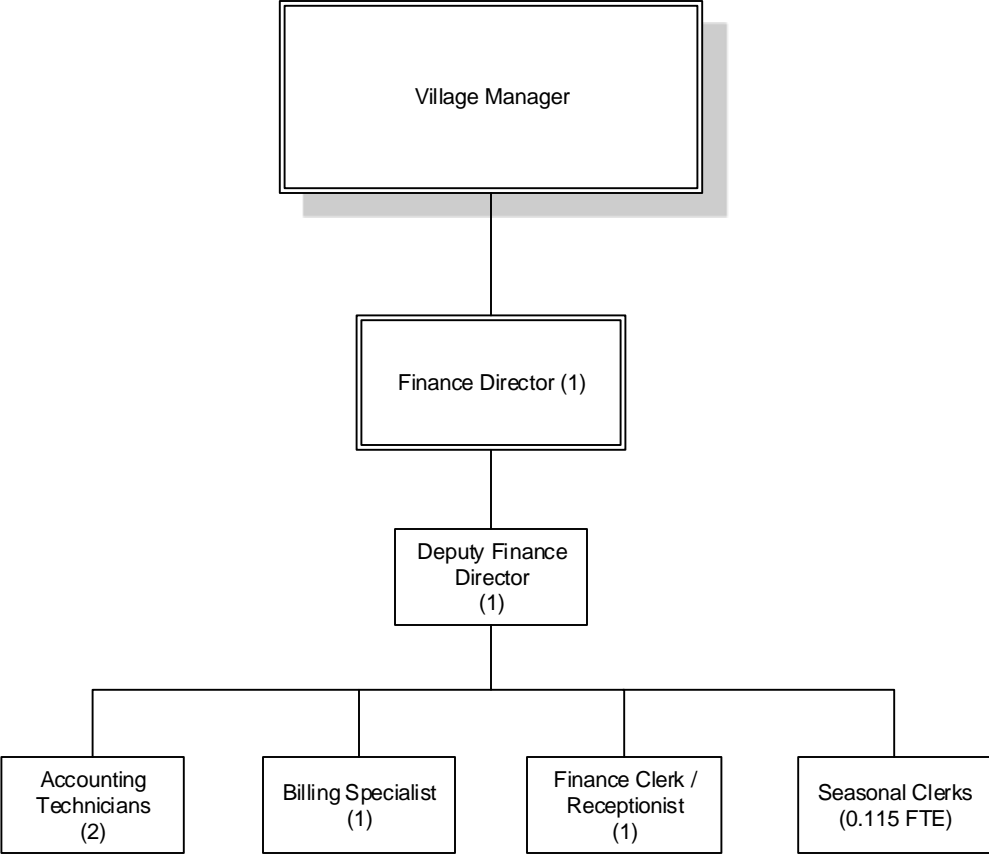 Village Manager
Finance Director (1)
Deputy Finance
Director
(1)
Accounting
Technicians
(2)
Billing Specialist
(1)
Finance Clerk /
Receptionist
(1)
Seasonal Clerks
(0.115 FTE)